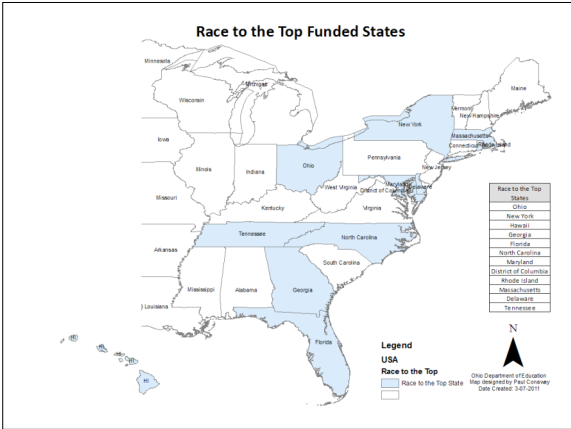 Race to the Top Funded States
Minnesota
Maine
Michigan
Wisconsin
Vermont
New Hampshire
New York
Massachusetts
Iowa
Connecticut
Rhode Island
Pennsylvania
New Jersey
Ohio
Illinois
Indiana
Maryland
Delaware
West Virginia
District of Columbia
Missouri
Virginia
Kentucky
Tennessee
North Carolina
Arkansas
South Carolina
Mississippi
Alabama
Georgia
Louisiana
Florida
HI
HI
HI
HI
Race to the Top
States
Ohio
New York
Hawaii
Georgia
Florida
North Carolina
Maryland
District of Columbia
Rhode Island
Massachusetts
Delaware
Tennessee
N
Legend
USA
Race to the Top
Race to the Top State
Ohio Department of Education
Map designed by Paul Conaway
Date Created: 3-07-2011